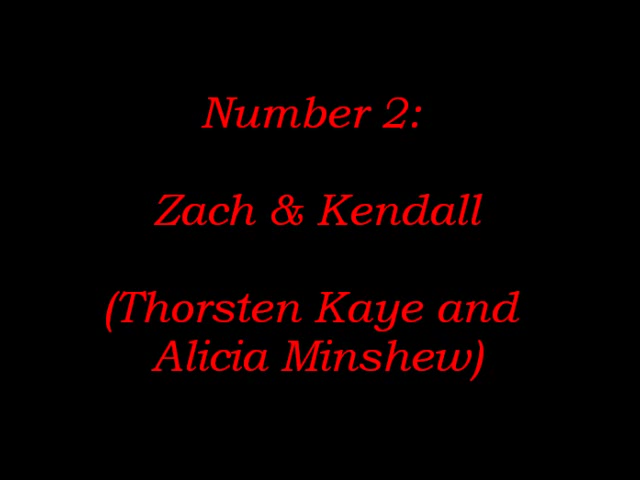 Number 2:
Zach & Kendall
(Thorsten Kaye and
Alicia Minshew)